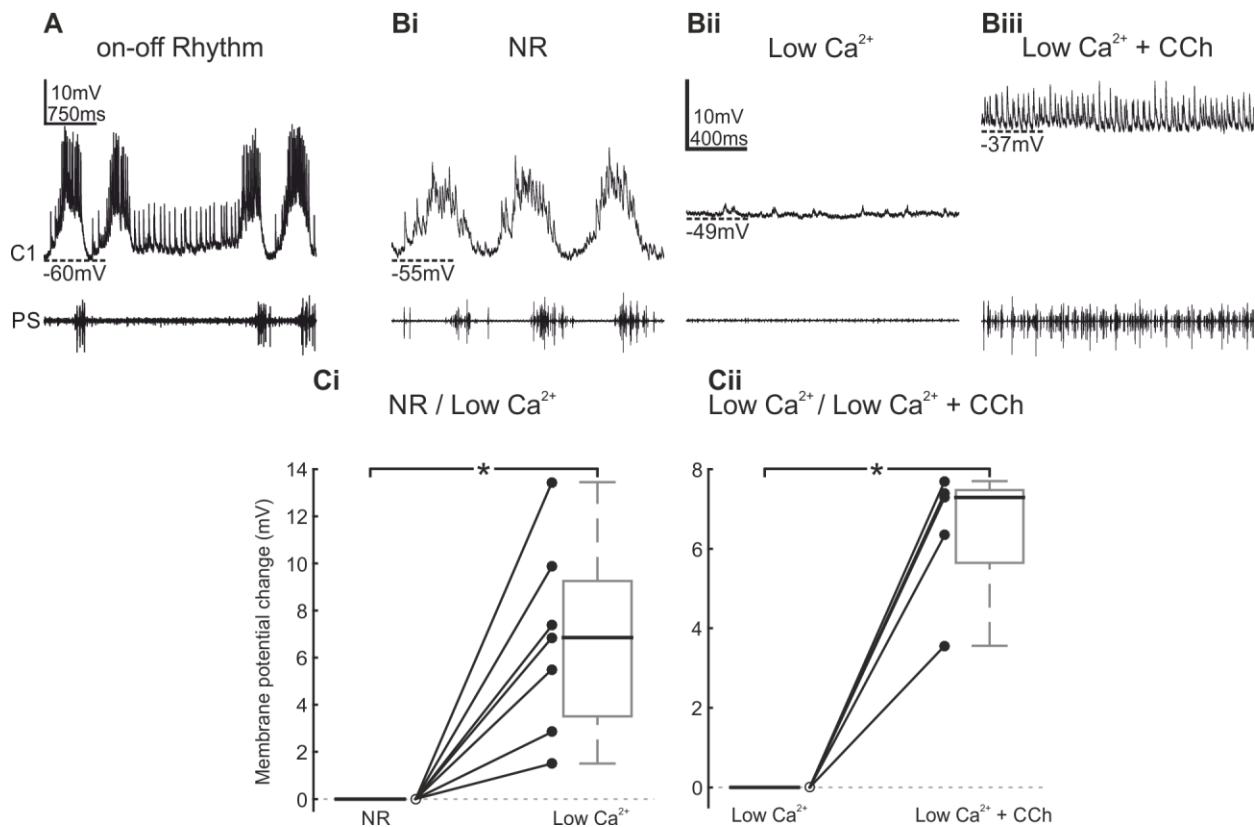 A
on-off Rhythm
10mV
750ms
C1
-60mV
PS
Bi
NR
-55mV
Bii
Low Ca²⁺
10mV
400ms
-49mV
Biii
Low Ca²⁺ + CCh
-37mV
Ci
NR / Low Ca²⁺
*
Membrane potential change (mV)
14
12
10
8
6
4
2
0
NR
Low Ca²⁺
Cii
Low Ca²⁺ / Low Ca²⁺ + CCh
*
8
6
4
2
0
Low Ca²⁺
Low Ca²⁺ + CCh